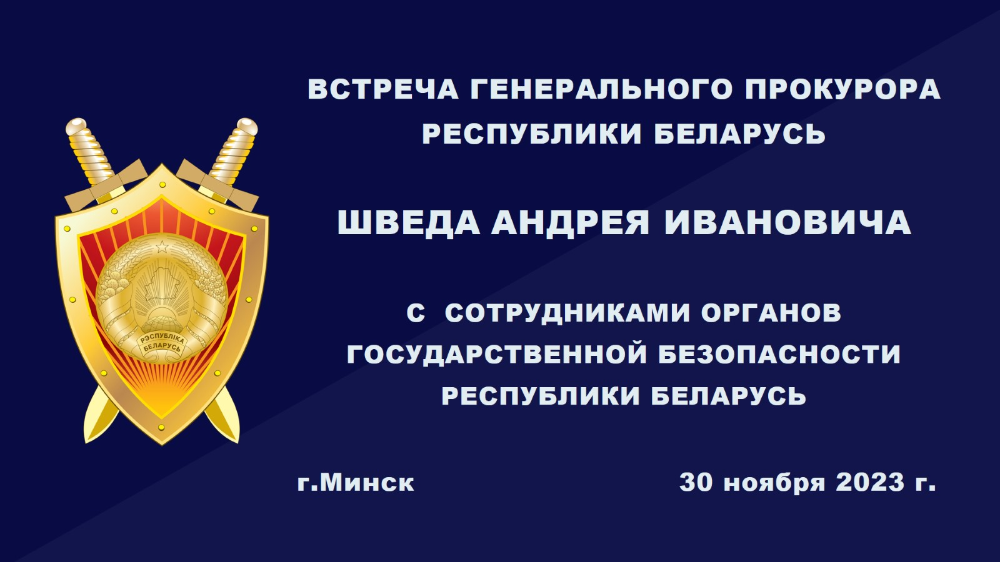 ВСТРЕЧА ГЕНЕРАЛЬНОГО ПРОКУРОРА
РЕСПУБЛИКИ БЕЛАРУСЬ
ШВЕДА АНДРЕЯ ИВАНОВИЧА
С СОТРУДНИКАМИ ОРГАНОВ
ГОСУДАРСТВЕННОЙ БЕЗОПАСНОСТИ
РЕСПУБЛИКИ БЕЛАРУСЬ
г.Минск
30 ноября 2023 г.
РЭСПУБЛІКА
БЕЛАРУСЬ